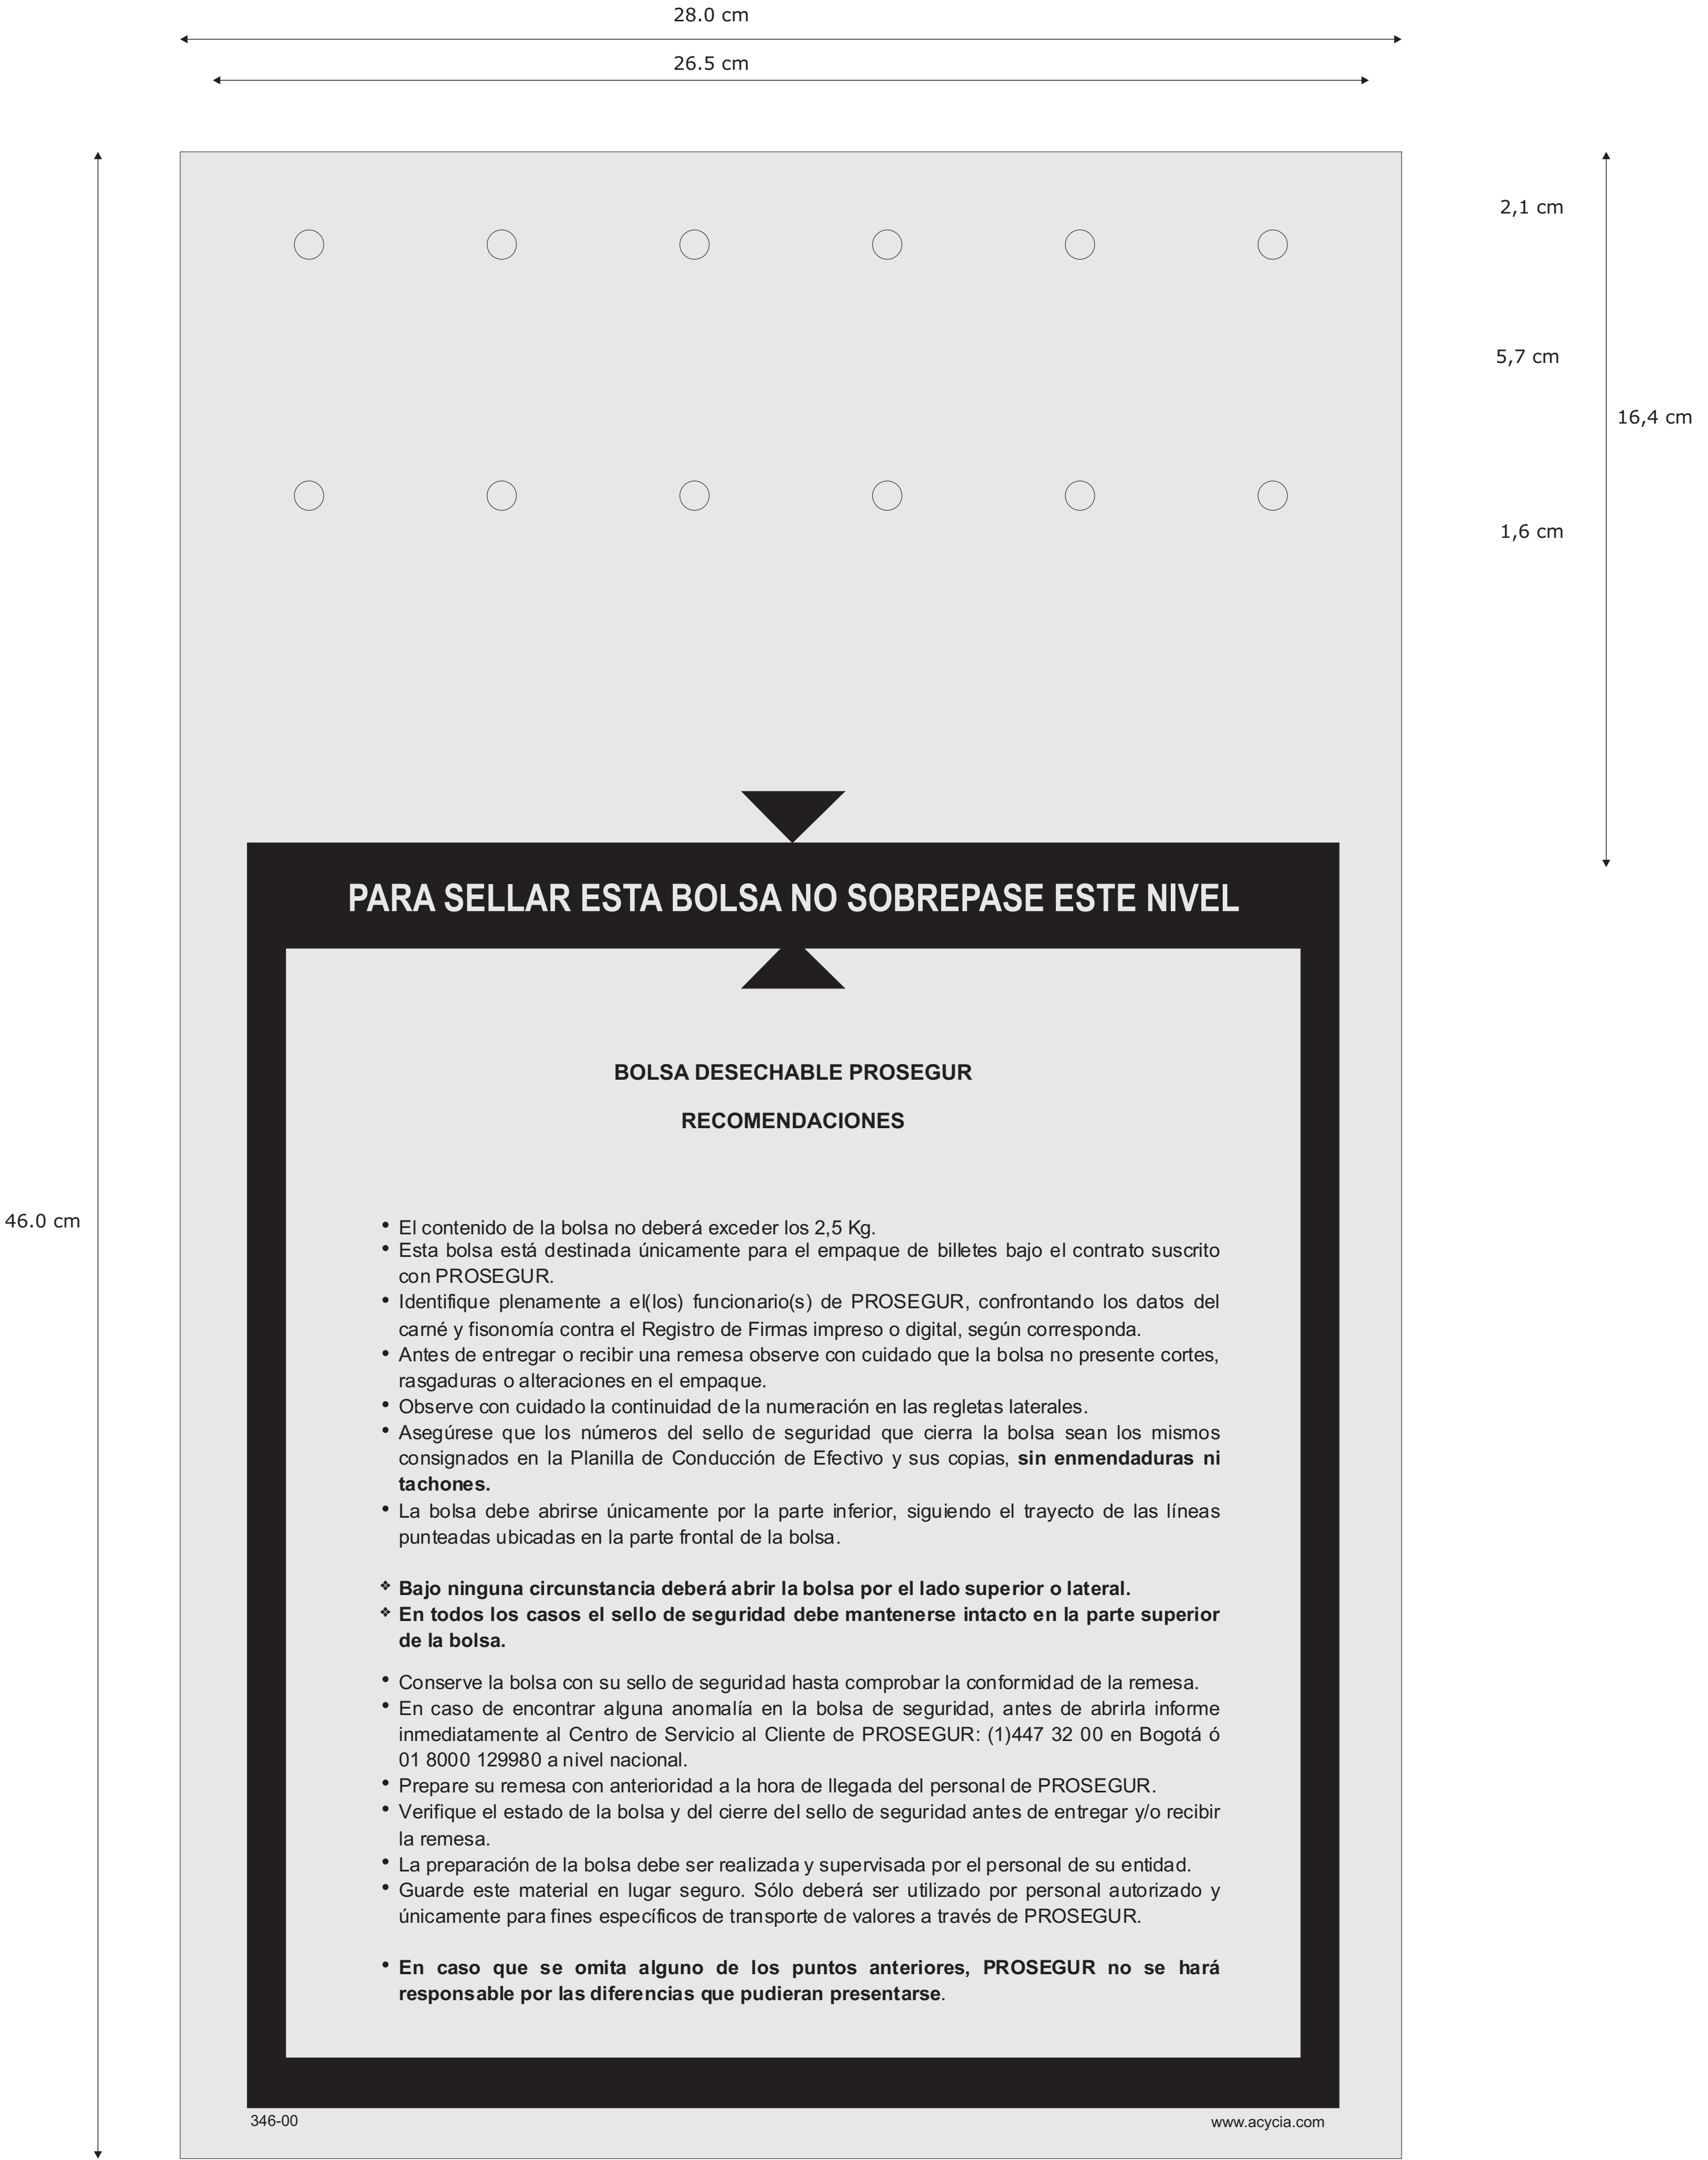 28.0 cm
26.5 cm
2,1 cm
5,7 cm
16,4 cm
1,6 cm
PARA SELLAR ESTA BOLSA NO SOBREPASE ESTE NIVEL
BOLSA DESECHABLE PROSEGUR
RECOMENDACIONES
46.0 cm
• El contenido de la bolsa no deberá exceder los 2,5 Kg.
• Esta bolsa está destinada únicamente para el empaque de billetes bajo el contrato suscrito
con PROSEGUR.
• Identifique plenamente a el(los) funcionario(s) de PROSEGUR, confrontando los datos del
carné y fisonomía contra el Registro de Firmas impreso o digital, según corresponda.
• Antes de entregar o recibir una remesa observe con cuidado que la bolsa no presente cortes,
rasgaduras o alteraciones en el empaque.
• Observe con cuidado la continuidad de la numeración en las regletas laterales.
• Asegúrese que los números del sello de seguridad que cierra la bolsa sean los mismos
consignados en la Planilla de Conducción de Efectivo y sus copias, sin enmendaduras ni
tachones.
• La bolsa debe abrirse únicamente por la parte inferior, siguiendo el trayecto de las líneas
punteadas ubicadas en la parte frontal de la bolsa.
❖ Bajo ninguna circunstancia deberá abrir la bolsa por el lado superior o lateral.
❖ En todos los casos el sello de seguridad debe mantenerse intacto en la parte superior
de la bolsa.
• Conserve la bolsa con su sello de seguridad hasta comprobar la conformidad de la remesa.
• En caso de encontrar alguna anomalía en la bolsa de seguridad, antes de abrirla informe
inmediatamente al Centro de Servicio al Cliente de PROSEGUR: (1)447 32 00 en Bogotá ó
01 8000 129980 a nivel nacional.
• Prepare su remesa con anterioridad a la hora de llegada del personal de PROSEGUR.
• Verifique el estado de la bolsa y del cierre del sello de seguridad antes de entregar y/o recibir
la remesa.
• La preparación de la bolsa debe ser realizada y supervisada por el personal de su entidad.
• Guarde este material en lugar seguro. Sólo deberá ser utilizado por personal autorizado y
únicamente para fines específicos de transporte de valores a través de PROSEGUR.
• En caso que se omita alguno de los puntos anteriores, PROSEGUR no se hará
responsable por las diferencias que pudieran presentarse.
346-00
www.acycia.com